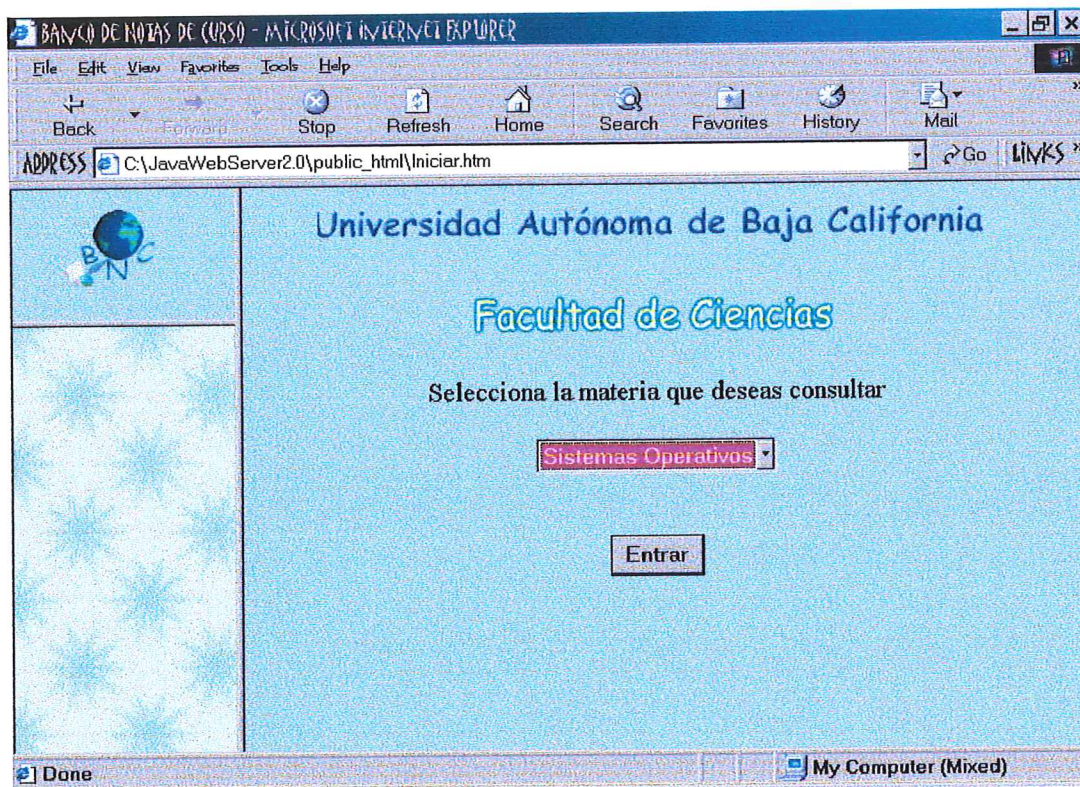 BANCO DE NOTAS DE CURSO - MICROSOFT INTERNET EXPLORER
File Edit View Favorites Tools Help
Back Forward Stop Refresh Home Search Favorites History Mail
ADDRESS C:\JavaWebServer2.0\public_html\Iniciar.htm Go LINKS
BNC
Universidad Autónoma de Baja California
Facultad de Ciencias
Selecciona la materia que deseas consultar
Sistemas Operativos
Entrar
Done My Computer (Mixed)